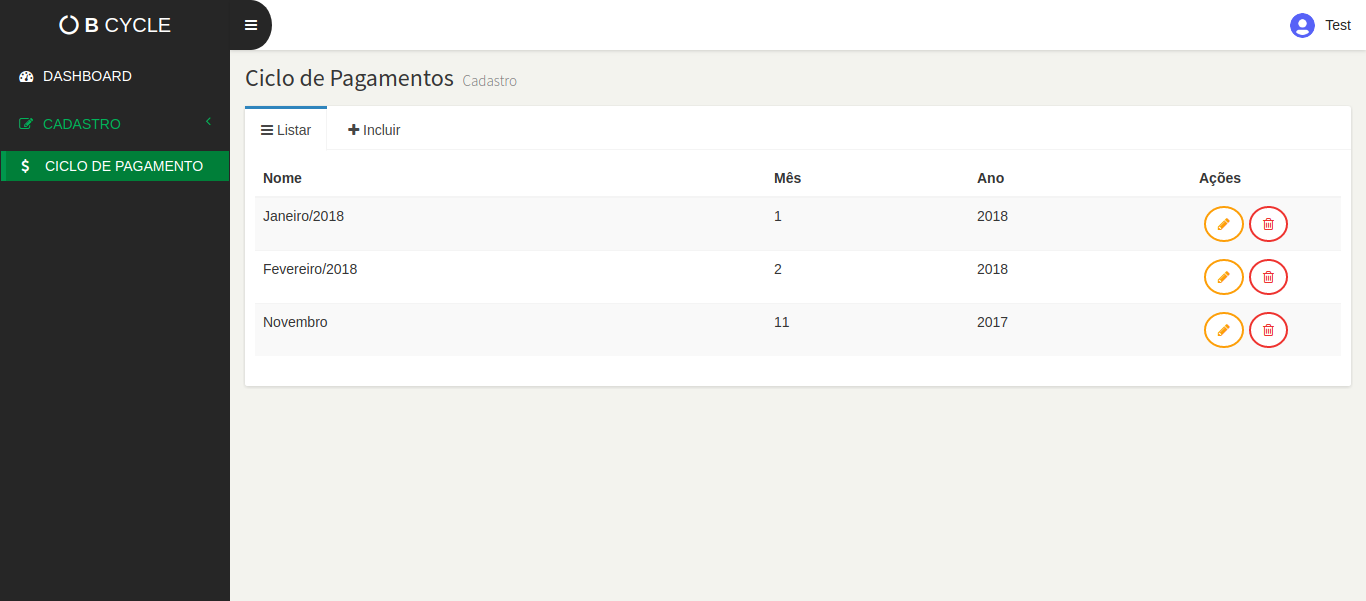 B CYCLE
Test
DASHBOARD
CADASTRO
$ CICLO DE PAGAMENTO
Ciclo de Pagamentos Cadastro
Listar Incluir
Nome Mês Ano Ações
Janeiro/2018 1 2018
Fevereiro/2018 2 2018
Novembro 11 2017